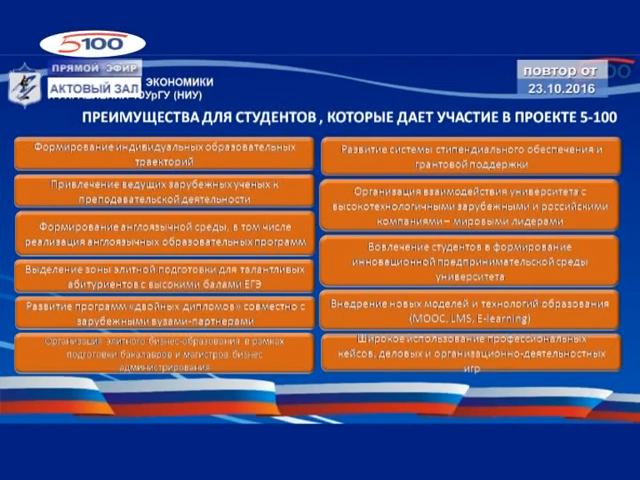 5100
ПРЯМОЙ ЭФИР
АКТОВЫЙ ЗАЛ
ЭКОНОМИКИ
ЮУрГУ (НИУ)
повтор от
23.10.2016
ПРЕИМУЩЕСТВА ДЛЯ СТУДЕНТОВ , КОТОРЫЕ ДАЕТ УЧАСТИЕ В ПРОЕКТЕ 5-100
Формирование индивидуальных образовательных
траекторий
Привлечение ведущих зарубежных ученых к
преподавательской деятельности
Формирование англоязычной среды, в том числе
реализация англоязычных образовательных программ
Выделение зоны элитной подготовки для талантливых
абитуриентов с высокими балами ЕГЭ
Развитие программ «двойных дипломов» совместно с
зарубежными вузами-партнерами
Организация элитного бизнес-образования в рамках
подготовки бакалавров и магистров бизнес
администрирования
Развитие системы стипендиального обеспечения и
грантовой поддержки
Организация взаимодействия университета с
высокотехнологичными зарубежными и российскими
компаниями – мировыми лидерами
Вовлечение студентов в формирование
инновационной предпринимательской среды
университета
Внедрение новых моделей и технологий образования
(MOOC, LMS, E-learning)
Широкое использование профессиональных
кейсов, деловых и организационно-деятельностных
игр